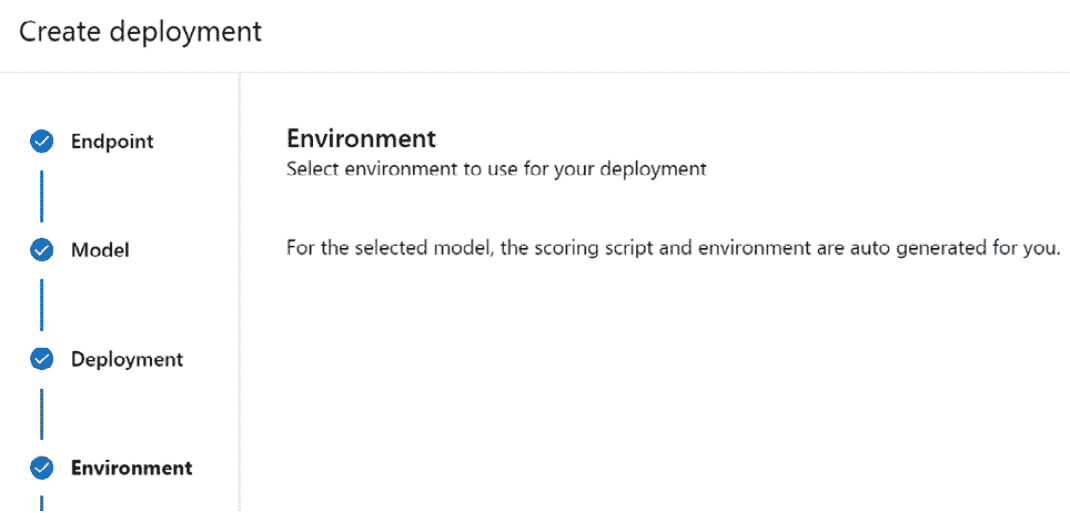 Create deployment
Endpoint
Model
Deployment
Environment
Environment
Select environment to use for your deployment
For the selected model, the scoring script and environment are auto generated for you.